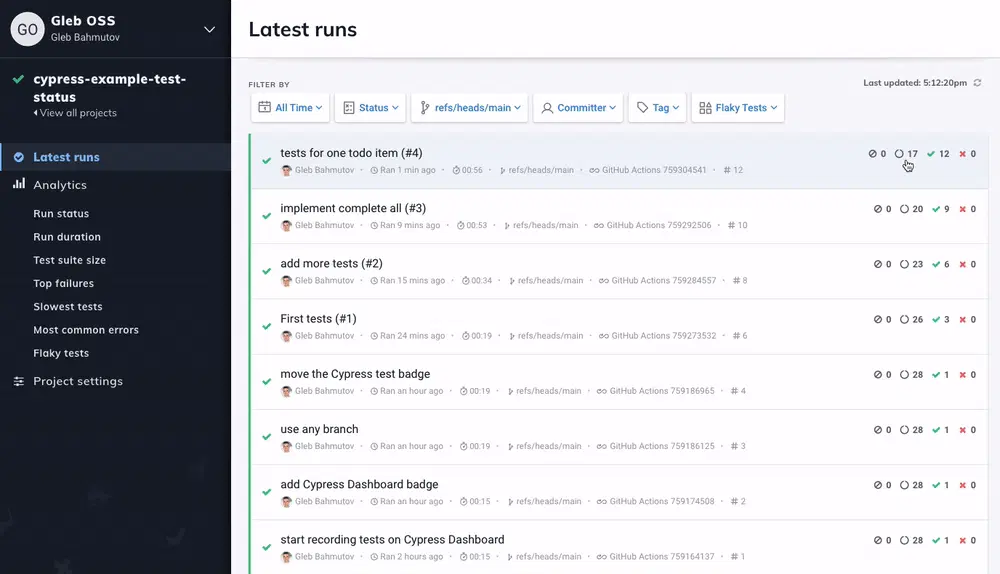 GO
Gleb OSS
Gleb Bahmutov
cypress-example-test-
status
View all projects
Latest runs
Analytics
Run status
Run duration
Test suite size
Top failures
Slowest tests
Most common errors
Flaky tests
Project settings
Latest runs
FILTER BY
Last updated: 5:12:20pm
All Time Status refs/heads/main Committer Tag Flaky Tests
tests for one todo item (#4) 0 17 12 0
Gleb Bahmutov · Ran 1 min ago · 00:56 · refs/heads/main · GitHub Actions 759304541 · # 12
implement complete all (#3) 0 20 9 0
Gleb Bahmutov · Ran 9 mins ago · 00:53 · refs/heads/main · GitHub Actions 759292506 · # 10
add more tests (#2) 0 23 6 0
Gleb Bahmutov · Ran 15 mins ago · 00:34 · refs/heads/main · GitHub Actions 759284557 · # 8
First tests (#1) 0 26 3 0
Gleb Bahmutov · Ran 24 mins ago · 00:19 · refs/heads/main · GitHub Actions 759273532 · # 6
move the Cypress test badge 0 28 1 0
Gleb Bahmutov · Ran an hour ago · 00:19 · refs/heads/main · GitHub Actions 759186965 · # 4
use any branch 0 28 1 0
Gleb Bahmutov · Ran an hour ago · 00:19 · refs/heads/main · GitHub Actions 759186125 · # 3
add Cypress Dashboard badge 0 28 1 0
Gleb Bahmutov · Ran an hour ago · 00:15 · refs/heads/main · GitHub Actions 759174508 · # 2
start recording tests on Cypress Dashboard 0 28 1 0
Gleb Bahmutov · Ran 2 hours ago · 00:15 · refs/heads/main · GitHub Actions 759164137 · # 1